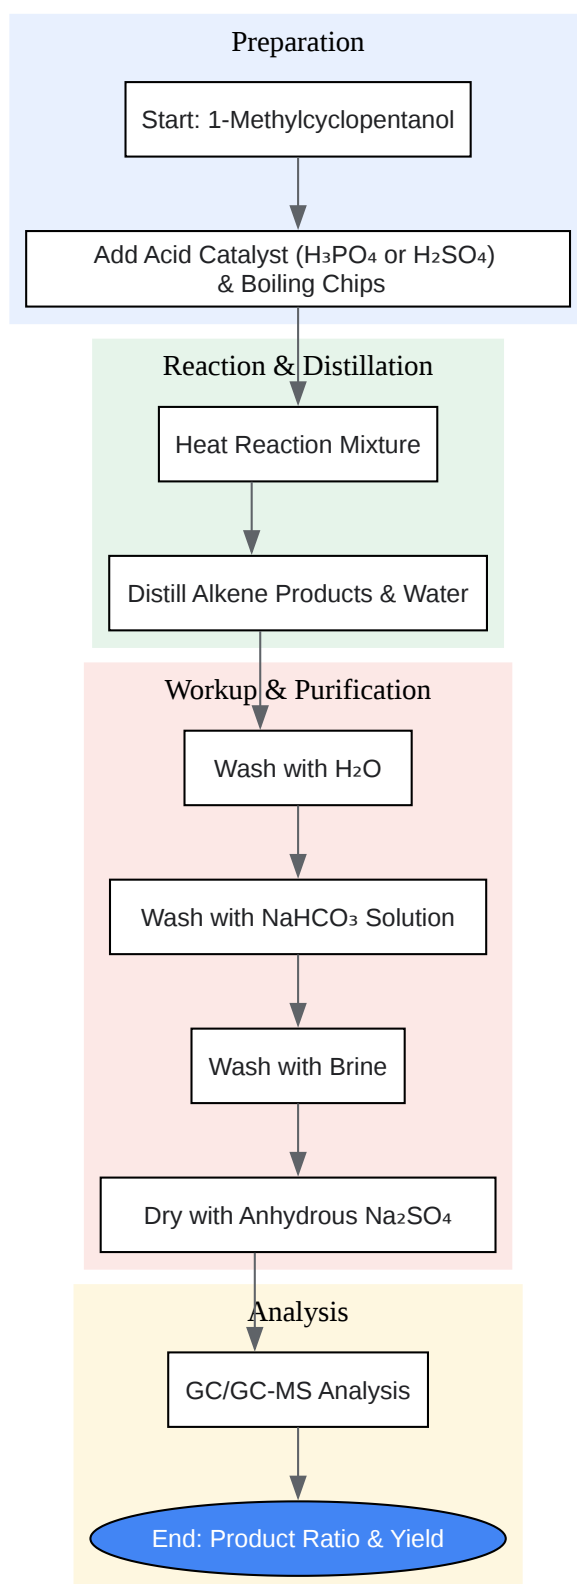 Preparation
Start: 1-Methylcyclopentanol
Add Acid Catalyst (H₃PO₄ or H₂SO₄)
& Boiling Chips
Reaction & Distillation
Heat Reaction Mixture
Distill Alkene Products & Water
Workup & Purification
Wash with H₂O
Wash with NaHCO₃ Solution
Wash with Brine
Dry with Anhydrous Na₂SO₄
Analysis
GC/GC-MS Analysis
End: Product Ratio & Yield